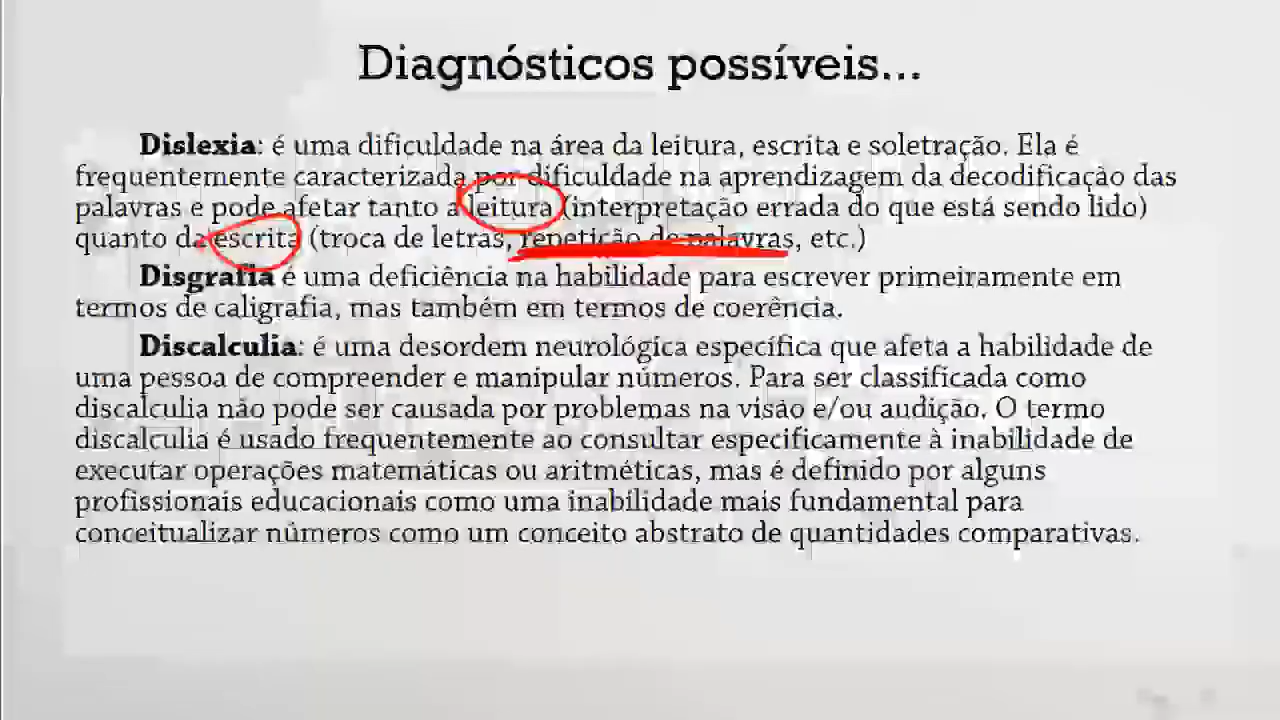 Diagnósticos possíveis...
Dislexia: é uma dificuldade na área da leitura, escrita e soletração. Ela é
frequentemente caracterizada por dificuldade na aprendizagem da decodificação das
palavras e pode afetar tanto a leitura (interpretação errada do que está sendo lido)
quanto da escrita (troca de letras, repetição de palavras, etc.)
Disgrafia é uma deficiência na habilidade para escrever primeiramente em
termos de caligrafia, mas também em termos de coerência.
Discalculia: é uma desordem neurológica específica que afeta a habilidade de
uma pessoa de compreender e manipular números. Para ser classificada como
discalculia não pode ser causada por problemas na visão e/ou audição. O termo
discalculia é usado frequentemente ao consultar especificamente à inabilidade de
executar operações matemáticas ou aritméticas, mas é definido por alguns
profissionais educacionais como uma inabilidade mais fundamental para
conceitualizar números como um conceito abstrato de quantidades comparativas.